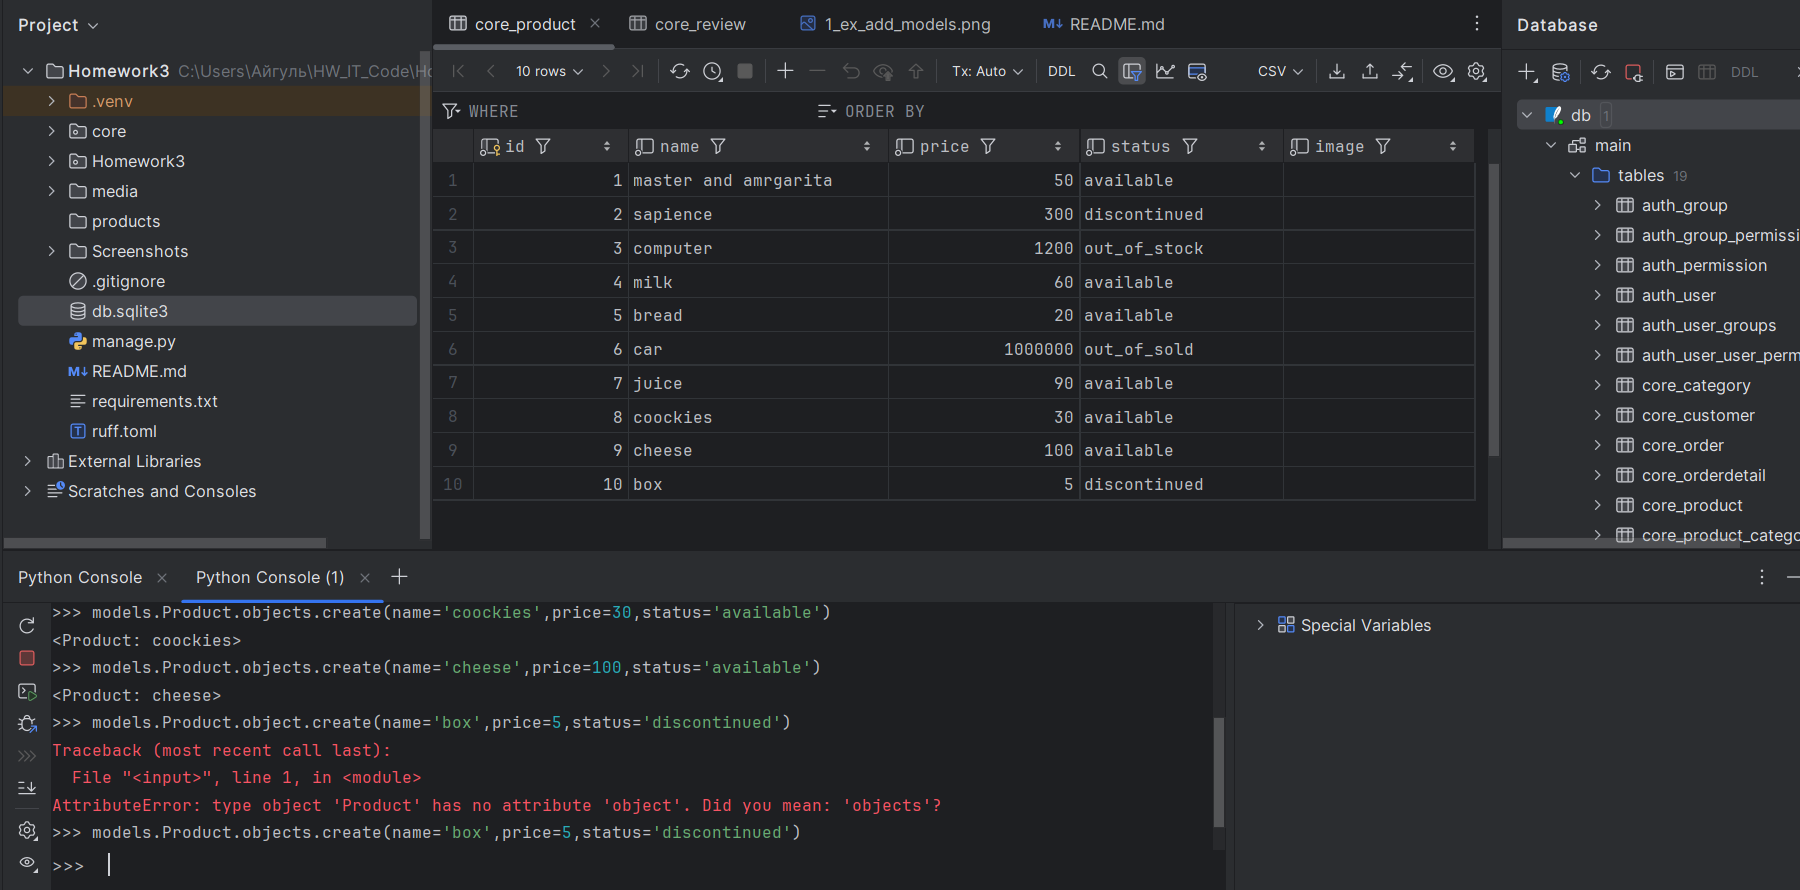 Project
Homework3 C:\Users\Айгуль\HW_IT_Code\Ho
.venv
core
Homework3
media
products
Screenshots
.gitignore
db.sqlite3
manage.py
README.md
requirements.txt
ruff.toml
External Libraries
Scratches and Consoles
core_product core_review 1_ex_add_models.png README.md
10 rows Tx: Auto DDL CSV
WHERE ORDER BY
id name price status image
1 1 master and amrgarita 50 available
2 2 sapience 300 discontinued
3 3 computer 1200 out_of_stock
4 4 milk 60 available
5 5 bread 20 available
6 6 car 1000000 out_of_sold
7 7 juice 90 available
8 8 coockies 30 available
9 9 cheese 100 available
10 10 box 5 discontinued
Database
DDL
db 1
main
tables 19
auth_group
auth_group_permissi
auth_permission
auth_user
auth_user_groups
auth_user_user_perm
core_category
core_customer
core_order
core_orderdetail
core_product
core_product_catego
Python Console Python Console (1)
>>> models.Product.objects.create(name='coockies',price=30,status='available')
<Product: coockies>
>>> models.Product.objects.create(name='cheese',price=100,status='available')
<Product: cheese>
>>> models.Product.object.create(name='box',price=5,status='discontinued')
Traceback (most recent call last):
File "<input>", line 1, in <module>
AttributeError: type object 'Product' has no attribute 'object'. Did you mean: 'objects'?
>>> models.Product.objects.create(name='box',price=5,status='discontinued')
>>>
Special Variables